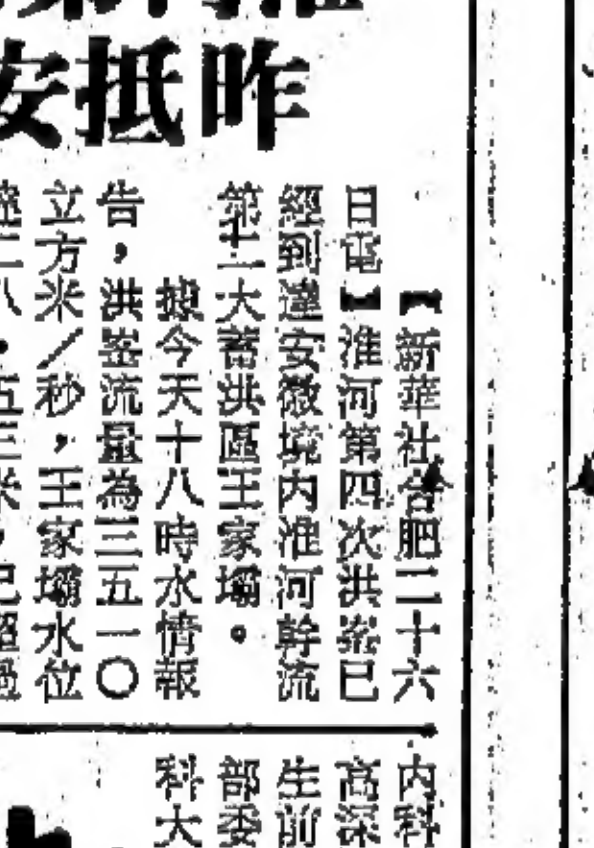 昨抵安
【新華社合肥二十六
日電】淮河第四次洪峯已
經到達安徽境內淮河幹流
第二大蓄洪區王家壩。
據今天十八時水情報
告，洪峯流量為三五一〇
立方米／秒，王家壩水位
二八．五三米，已超過
內科
高深
生前
部委
科大